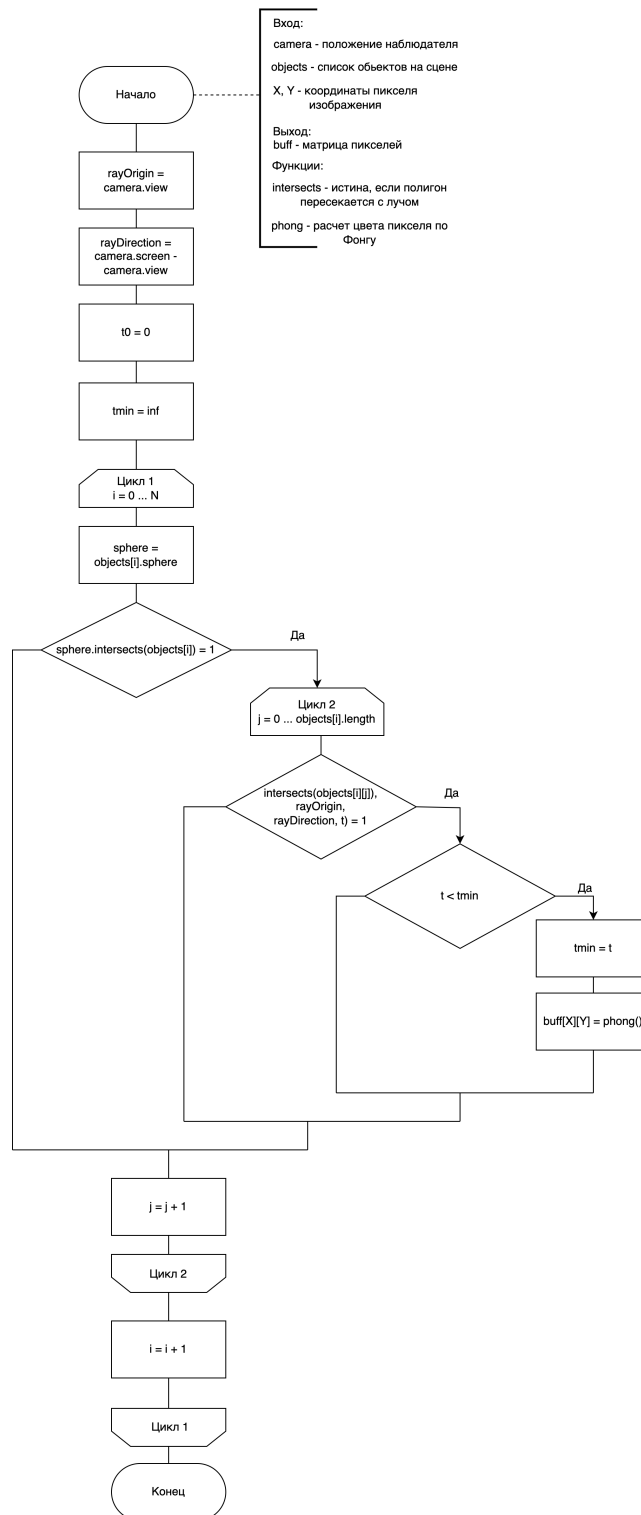 Вход:
camera - положение наблюдателя
objects - список обьектов на сцене
X, Y - координаты пикселя
изображения
Выход:
buff - матрица пикселей
Функции:
intersects - истина, если полигон
пересекается с лучом
phong - расчет цвета пикселя по
Фонгу
Начало
rayOrigin =
camera.view
rayDirection =
camera.screen -
camera.view
t0 = 0
tmin = inf
Цикл 1
i = 0 ... N
sphere =
objects[i].sphere
sphere.intersects(objects[i]) = 1
Да
Цикл 2
j = 0 ... objects[i].length
intersects(objects[i][j]),
rayOrigin,
rayDirection, t) = 1
Да
t < tmin
Да
tmin = t
buff[X][Y] = phong()
j = j + 1
Цикл 2
i = i + 1
Цикл 1
Конец